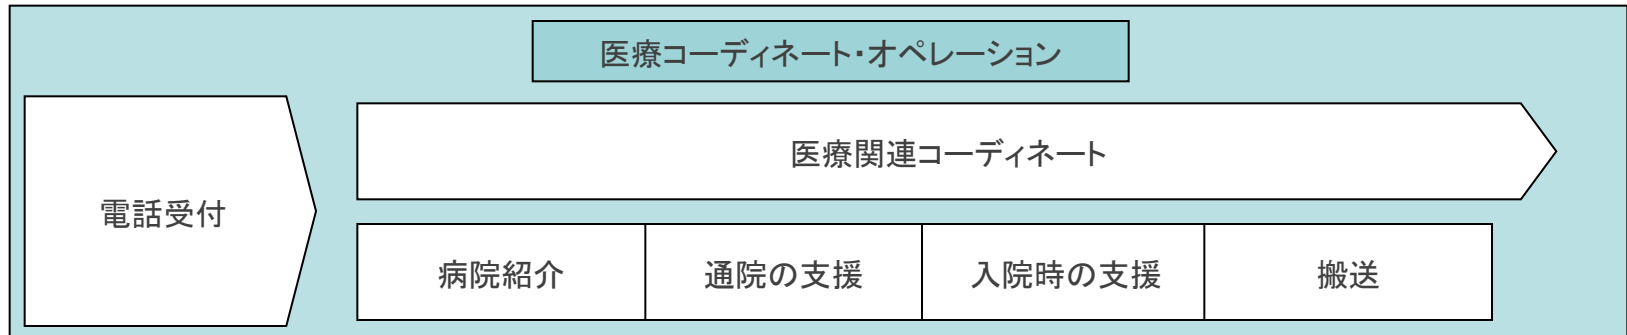 医療コーディネート・オペレーション
電話受付
医療関連コーディネート
病院紹介
通院の支援
入院時の支援
搬送